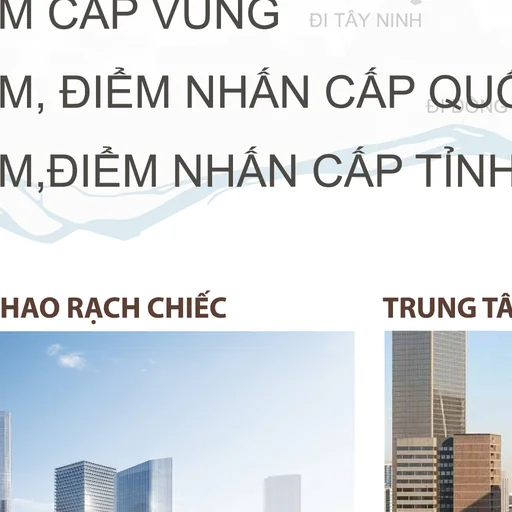 M CẤP VÙNG
ĐI TÂY NINH
M, ĐIỂM NHẤN CẤP QUỐ
M,ĐIỂM NHẤN CẤP TỈNH
HAO RẠCH CHIẾC
TRUNG TÂ